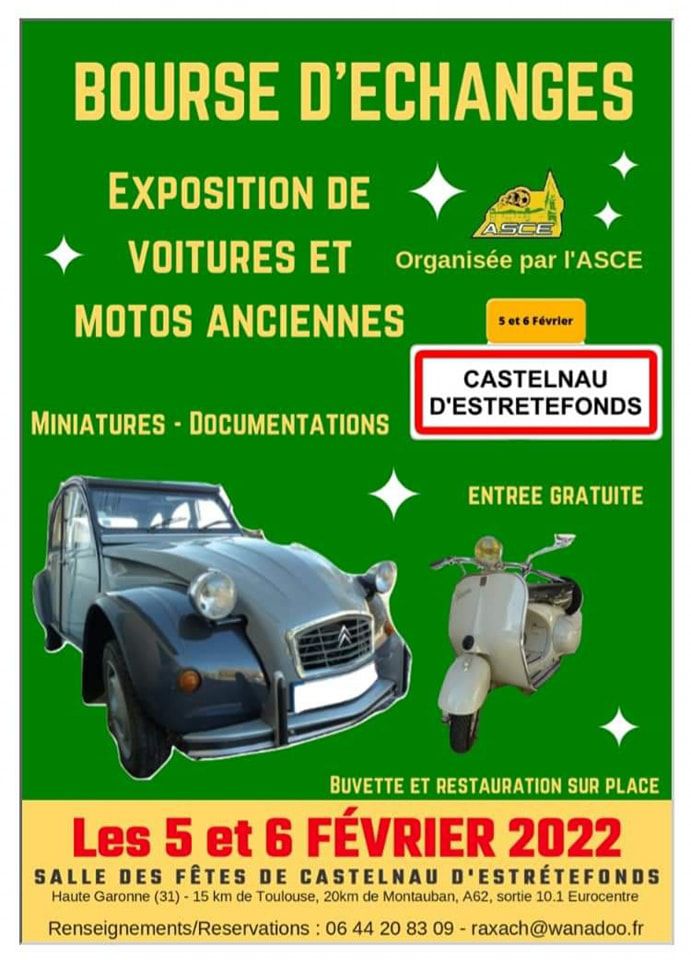 BOURSE D'ECHANGES
EXPOSITION DE
VOITURES ET
MOTOS ANCIENNES
ASCE
Organisée par l'ASCE
5 et 6 Février
CASTELNAU
D'ESTRETEFONDS
MINIATURES - DOCUMENTATIONS
ENTREE GRATUITE
BUVETTE ET RESTAURATION SUR PLACE
Les 5 et 6 FÉVRIER 2022
SALLE DES FÊTES DE CASTELNAU D'ESTRÉTEFONDS
Haute Garonne (31) - 15 km de Toulouse, 20km de Montauban, A62, sortie 10.1 Eurocentre
Renseignements/Reservations : 06 44 20 83 09 - raxach@wanadoo.fr